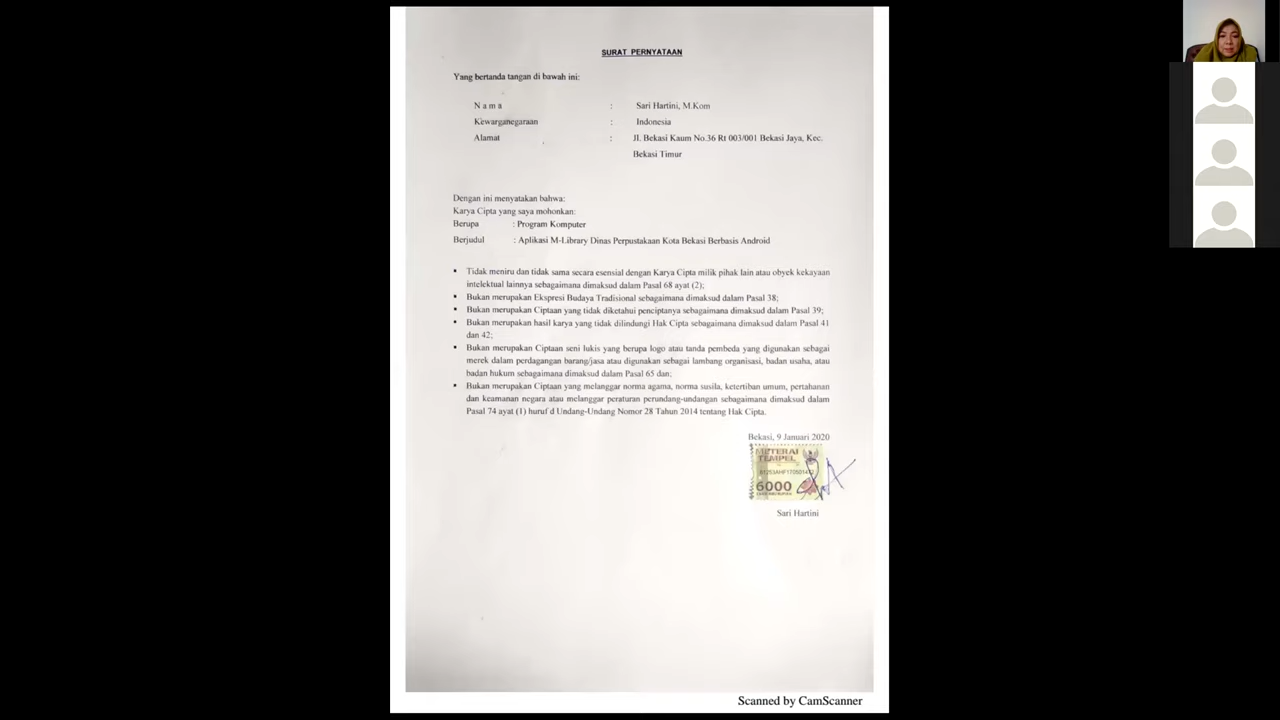 SURAT PERNYATAAN
Yang bertanda tangan di bawah ini:
N a m a : Sari Hartini, M.Kom
Kewarganegaraan : Indonesia
Alamat : Jl. Bekasi Kaum No.36 Rt 003/001 Bekasi Jaya, Kec.
Bekasi Timur
Dengan ini menyatakan bahwa:
Karya Cipta yang saya mohonkan:
Berupa : Program Komputer
Berjudul : Aplikasi M-Library Dinas Perpustakaan Kota Bekasi Berbasis Android
▪ Tidak meniru dan tidak sama secara esensial dengan Karya Cipta milik pihak lain atau obyek kekayaan
intelektual lainnya sebagaimana dimaksud dalam Pasal 68 ayat (2);
▪ Bukan merupakan Ekspresi Budaya Tradisional sebagaimana dimaksud dalam Pasal 38;
▪ Bukan merupakan Ciptaan yang tidak diketahui penciptanya sebagaimana dimaksud dalam Pasal 39;
▪ Bukan merupakan hasil karya yang tidak dilindungi Hak Cipta sebagaimana dimaksud dalam Pasal 41
dan 42;
▪ Bukan merupakan Ciptaan seni lukis yang berupa logo atau tanda pembeda yang digunakan sebagai
merek dalam perdagangan barang/jasa atau digunakan sebagai lambang organisasi, badan usaha, atau
badan hukum sebagaimana dimaksud dalam Pasal 65 dan;
▪ Bukan merupakan Ciptaan yang melanggar norma agama, norma susila, ketertiban umum, pertahanan
dan keamanan negara atau melanggar peraturan perundang-undangan sebagaimana dimaksud dalam
Pasal 74 ayat (1) huruf d Undang-Undang Nomor 28 Tahun 2014 tentang Hak Cipta.
Bekasi, 9 Januari 2020
METERAI
TEMPEL
6000
Sari Hartini
Scanned by CamScanner